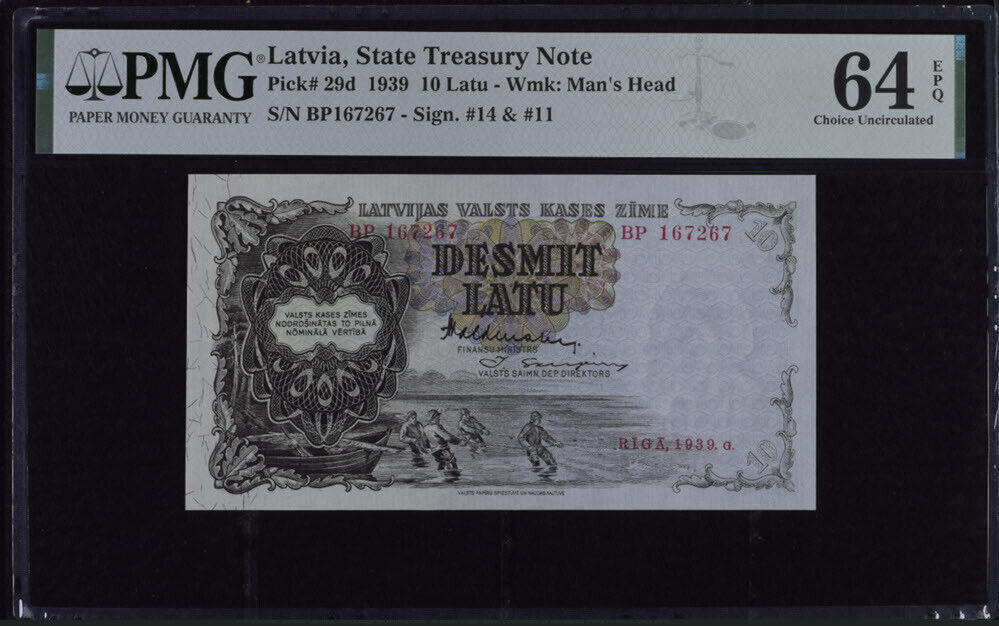 PMG®
PAPER MONEY GUARANTY
Latvia, State Treasury Note
Pick# 29d 1939 10 Latu - Wmk: Man's Head
S/N BP167267 - Sign. #14 & #11
64
EPQ
Choice Uncirculated
LATVIJAS VALSTS KASES ZĪME
BP 167267
BP 167267
10
DESMIT
LATU
VALSTS KASES ZĪMES
NODROŠINĀTAS TO PILNĀ
NŌMINĀLĀ VĒRTĪBĀ
FINANSU MINISTRS
VALSTS SAIMN. DEP. DIREKTORS
RĪGĀ, 1939. G.
10